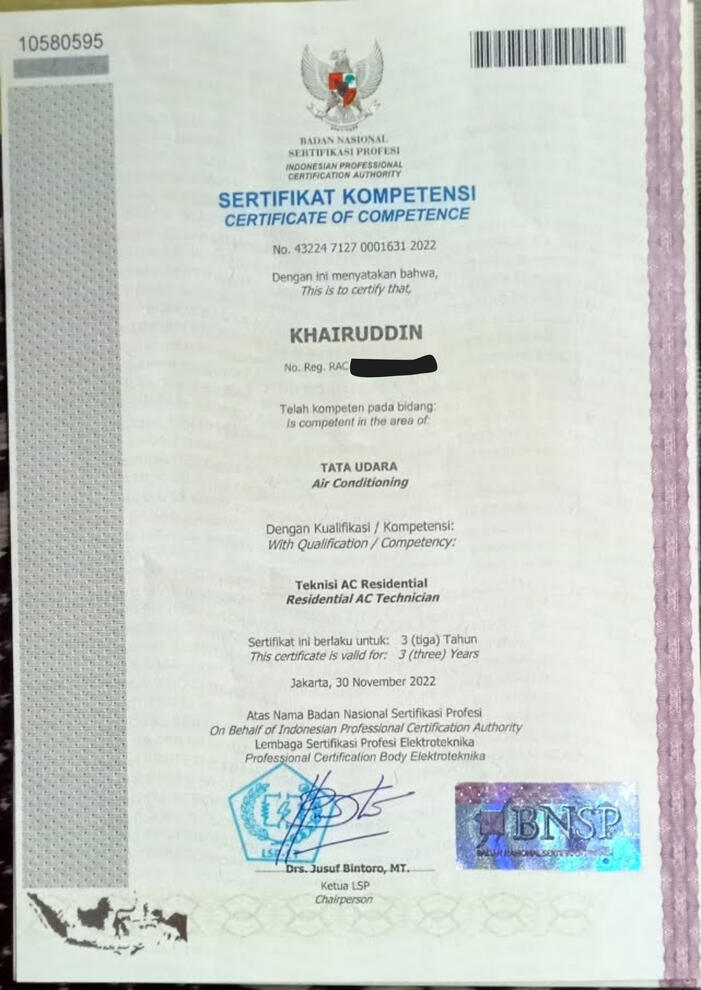 10580595
BADAN NASIONAL
SERTIFIKASI PROFESI
INDONESIAN PROFESSIONAL
CERTIFICATION AUTHORITY
SERTIFIKAT KOMPETENSI
CERTIFICATE OF COMPETENCE
No. 43224 7127 0001631 2022
Dengan ini menyatakan bahwa,
This is to certify that,
KHAIRUDDIN
No. Reg. RAC
Telah kompeten pada bidang:
Is competent in the area of:
TATA UDARA
Air Conditioning
Dengan Kualifikasi / Kompetensi:
With Qualification / Competency:
Teknisi AC Residential
Residential AC Technician
Sertifikat ini berlaku untuk: 3 (tiga) Tahun
This certificate is valid for: 3 (three) Years
Jakarta, 30 November 2022
Atas Nama Badan Nasional Sertifikasi Profesi
On Behalf of Indonesian Professional Certification Authority
Lembaga Sertifikasi Profesi Elektroteknika
Professional Certification Body Elektroteknika
BNSP
BADAN NASIONAL SERTIFIKASI PROFESI
Drs. Jusuf Bintoro, MT.
Ketua LSP
Chairperson